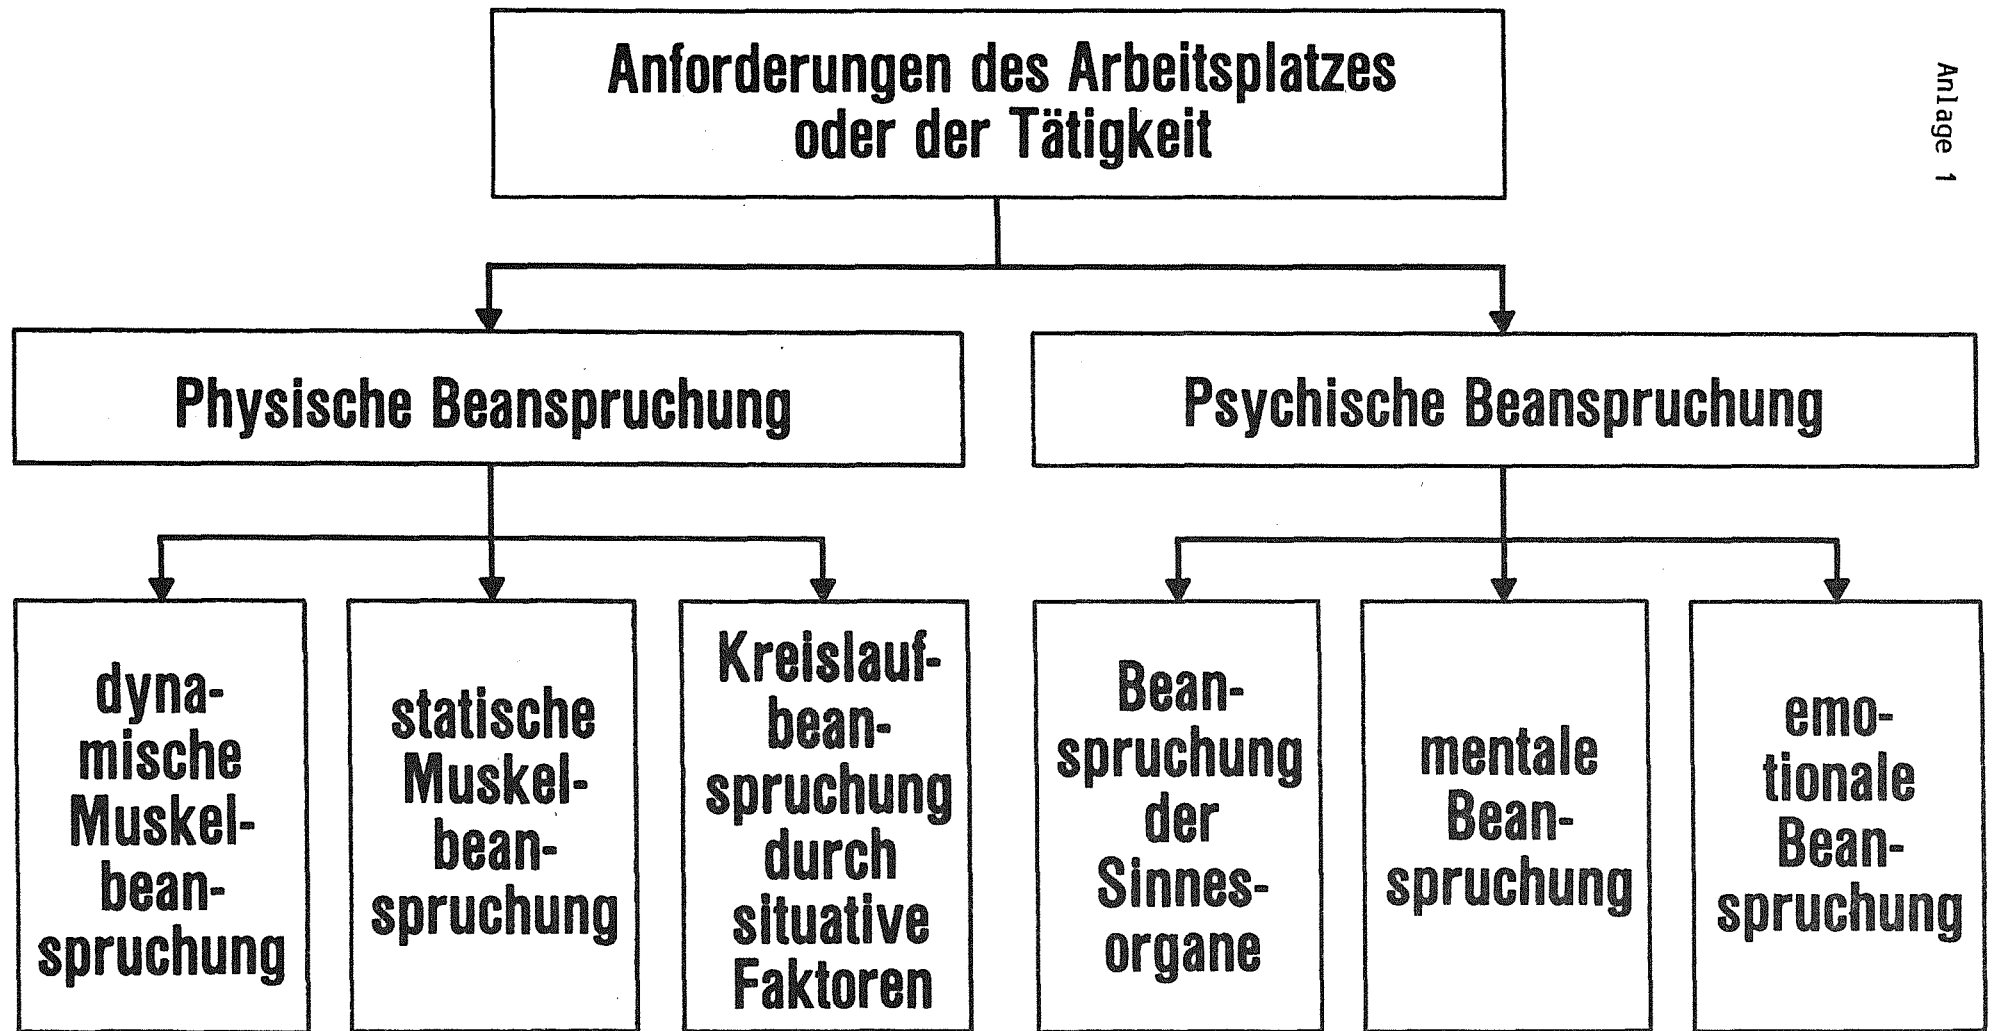 Anlage 1
Anforderungen des Arbeitsplatzes
oder der Tätigkeit
Physische Beanspruchung
Psychische Beanspruchung
dyna-
mische
Muskel-
bean-
spruchung
statische
Muskel-
bean-
spruchung
Kreislauf-
bean-
spruchung
durch
situative
Faktoren
Bean-
spruchung
der
Sinnes-
organe
mentale
Bean-
spruchung
emo-
tionale
Bean-
spruchung